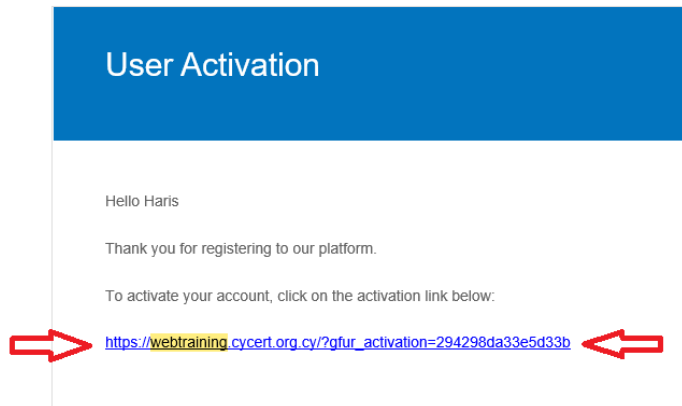 User Activation
Hello Haris
Thank you for registering to our platform.
To activate your account, click on the activation link below:
https://webtraining.cycert.org.cy/?gfur_activation=294298da33e5d33b